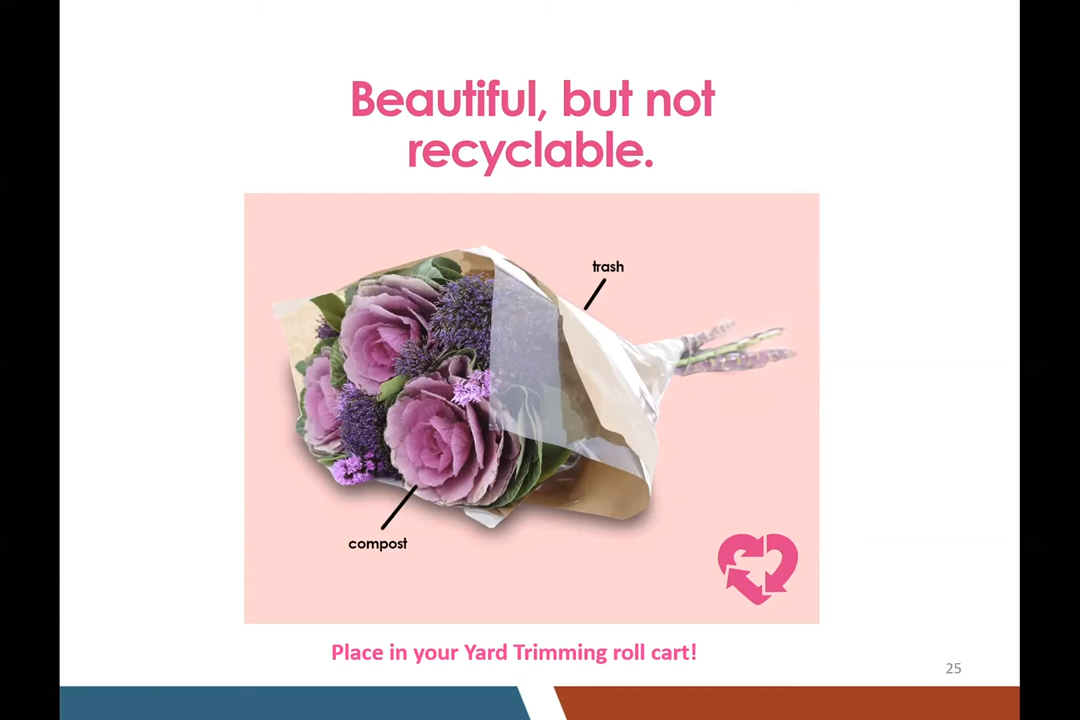 Beautiful, but not
recyclable.
trash
compost
Place in your Yard Trimming roll cart!
25